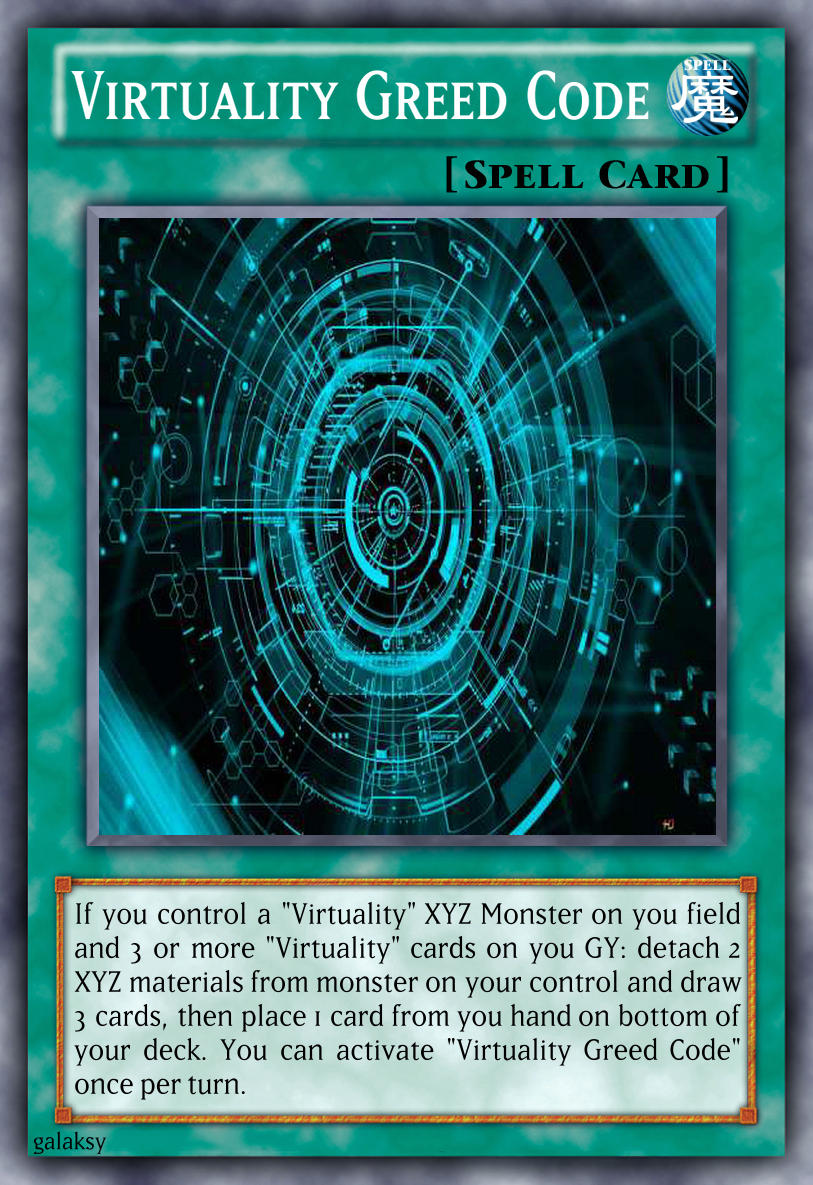 Virtuality Greed Code
SPELL
魔
[Spell Card]
If you control a "Virtuality" XYZ Monster on you field
and 3 or more "Virtuality" cards on you GY: detach 2
XYZ materials from monster on your control and draw
3 cards, then place 1 card from you hand on bottom of
your deck. You can activate "Virtuality Greed Code"
once per turn.
galaksy